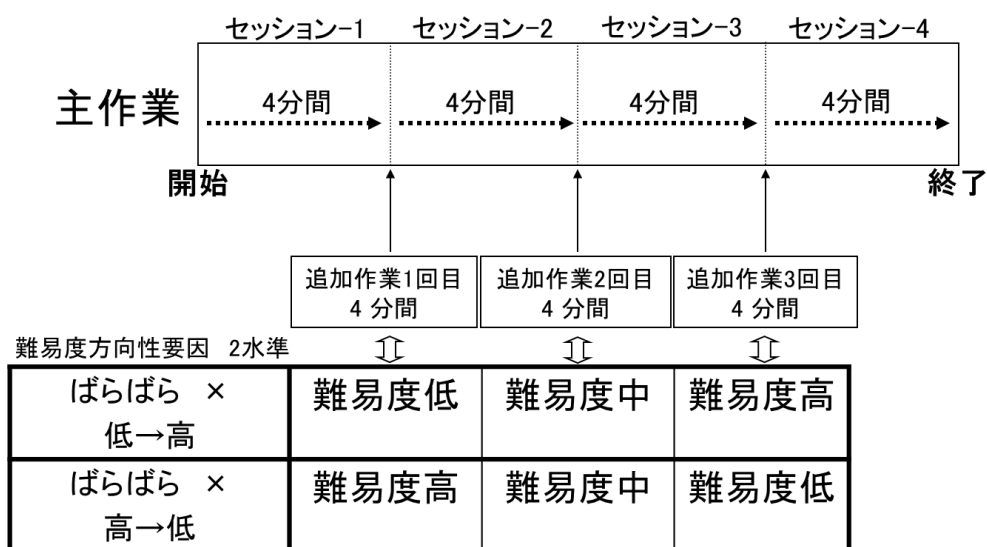 セッション-1 セッション-2 セッション-3 セッション-4
主作業 4分間 4分間 4分間 4分間
開始 終了
追加作業1回目 追加作業2回目 追加作業3回目
4 分間 4 分間 4 分間
難易度方向性要因 2水準
ばらばら ×
低→高
難易度低 難易度中 難易度高
ばらばら ×
高→低
難易度高 難易度中 難易度低